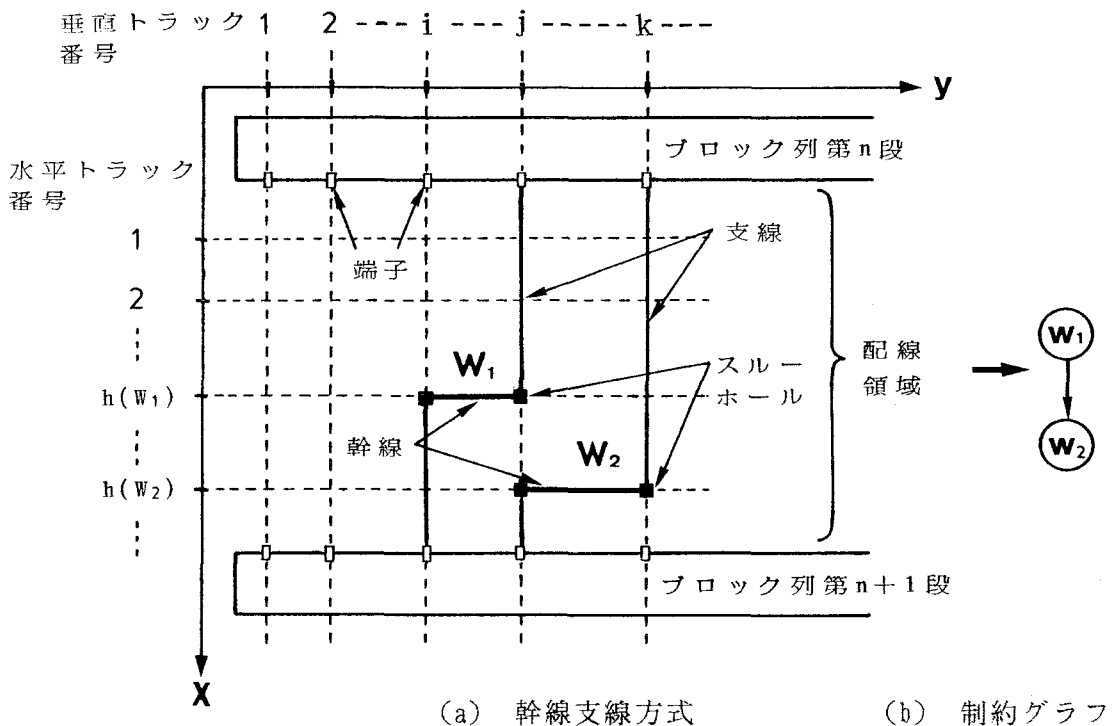 垂直トラック番号
1 2 i j k
y
ブロック列第n段
水平トラック番号
1
端子
支線
2
W₁
スルーホール
配線領域
h(W₁)
幹線
W₂
h(W₂)
ブロック列第n+1段
X
W₁
W₂
(a) 幹線支線方式
(b) 制約グラフ